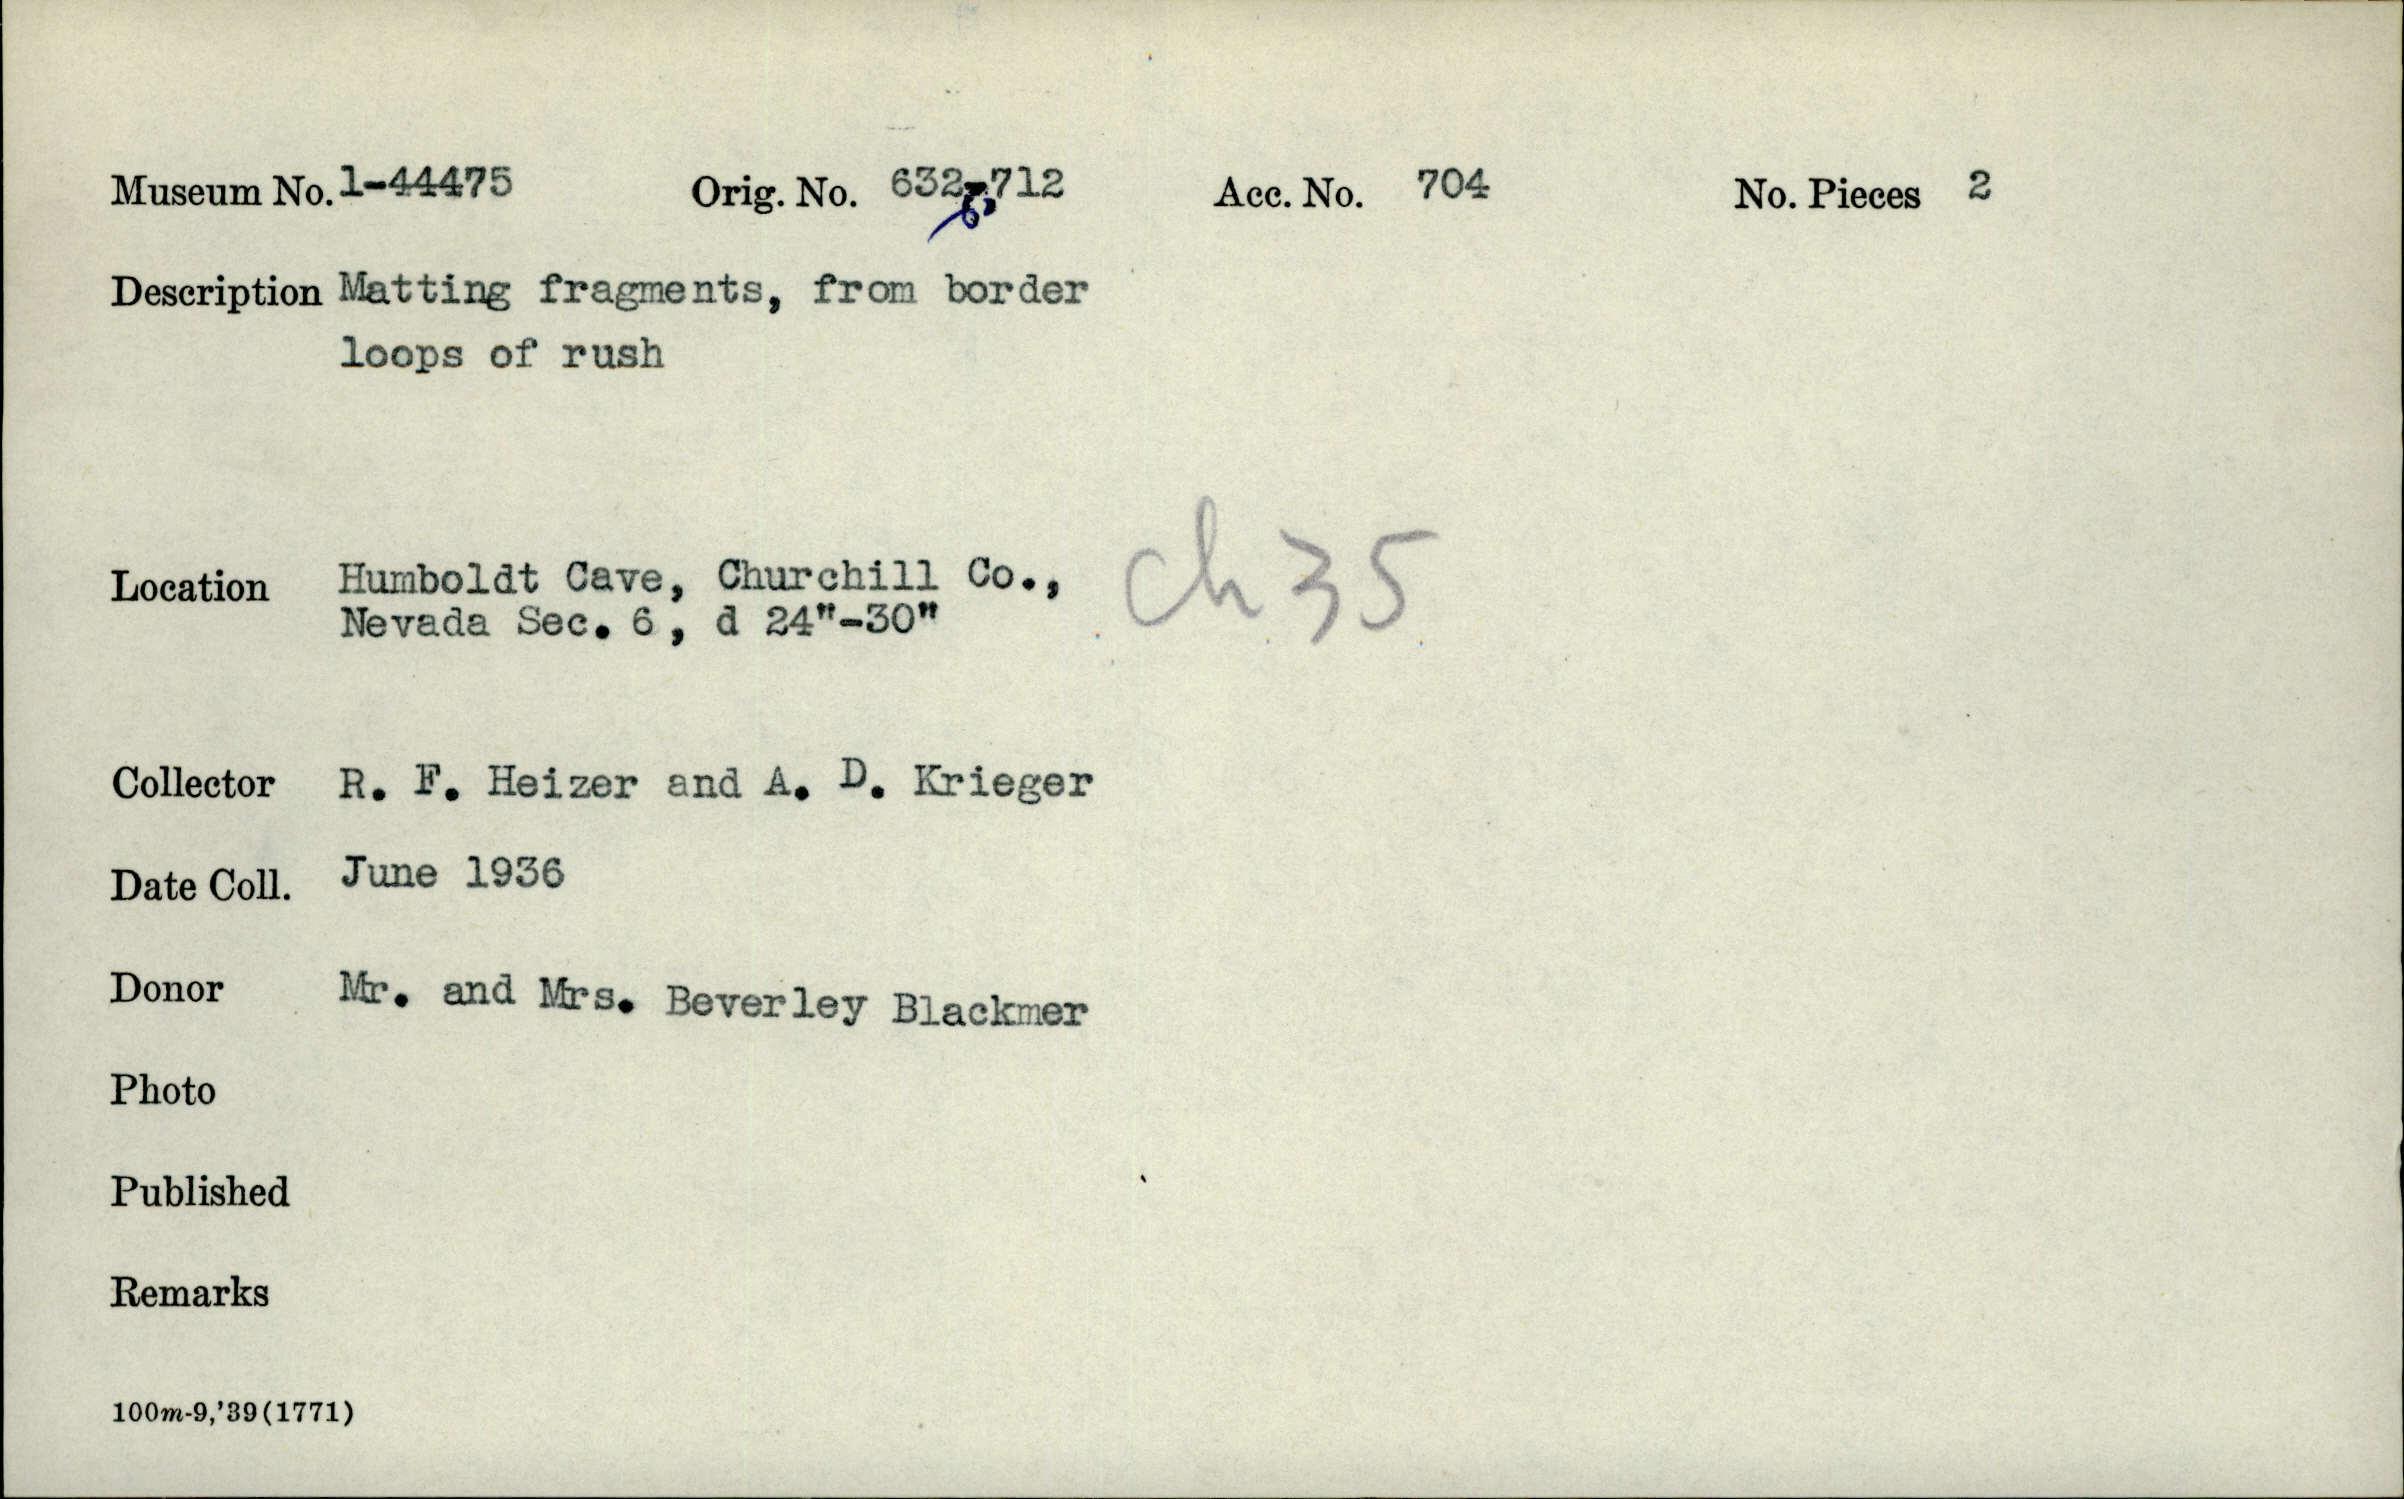 Museum No. 1-44475 Orig. No. 632, 712 Acc. No. 704 No. Pieces 2
Description Matting fragments, from border
loops of rush
Location Humboldt Cave, Churchill Co.,
Nevada Sec. 6, d 24"-30"
Ch 35
Collector R. F. Heizer and A. D. Krieger
Date Coll. June 1936
Donor Mr. and Mrs. Beverley Blackmer
Photo
Published
Remarks
100m-9,'39(1771)